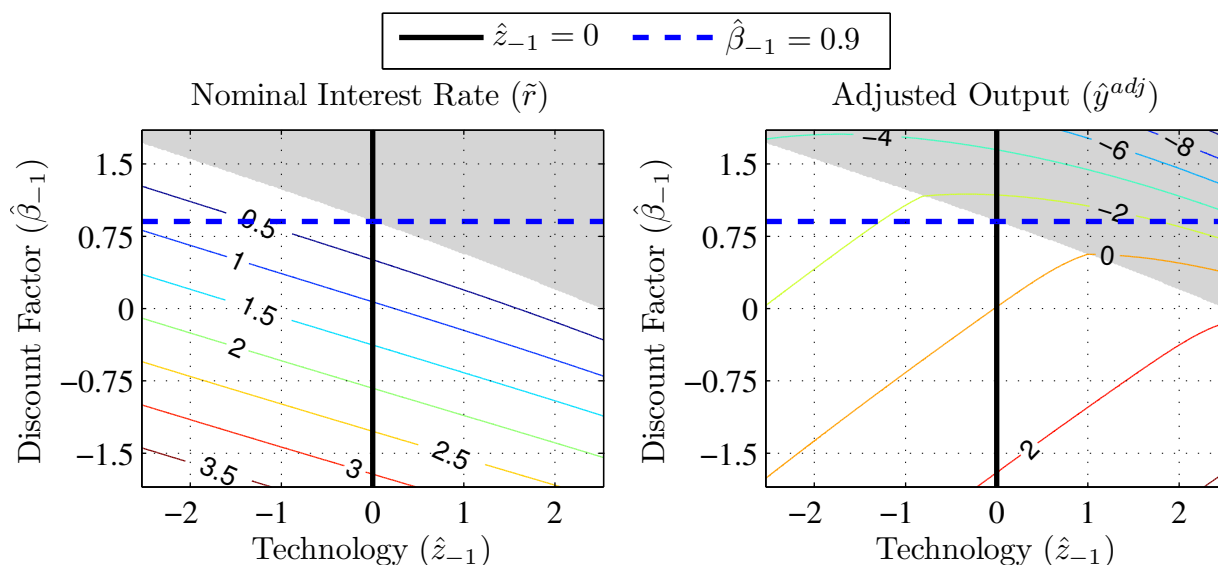 ẑ₋₁ = 0 β̂₋₁ = 0.9
Nominal Interest Rate (r̃)
Discount Factor (β̂₋₁)
1.5
0.75
0
−0.75
−1.5
0.5
1
1.5
2
2.5
3
3.5
−2 −1 0 1 2
Technology (ẑ₋₁)
Adjusted Output (ŷᵃᵈʲ)
Discount Factor (β̂₋₁)
1.5
0.75
0
−0.75
−1.5
−4
−6
−8
−2
0
2
−2 −1 0 1 2
Technology (ẑ₋₁)